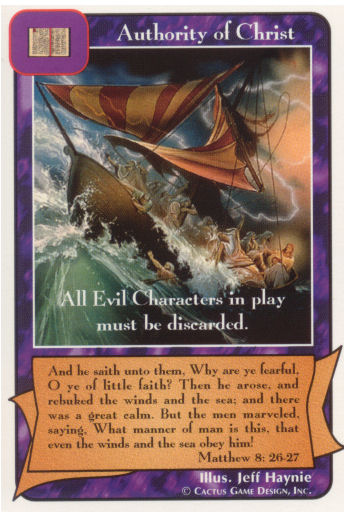 Authority of Christ
All Evil Characters in play
must be discarded.
And he saith unto them, Why are ye fearful,
O ye of little faith? Then he arose, and
rebuked the winds and the sea; and there
was a great calm. But the men marveled,
saying, What manner of man is this, that
even the winds and the sea obey him!
Matthew 8: 26-27
Illus. Jeff Haynie
© Cactus Game Design, Inc.